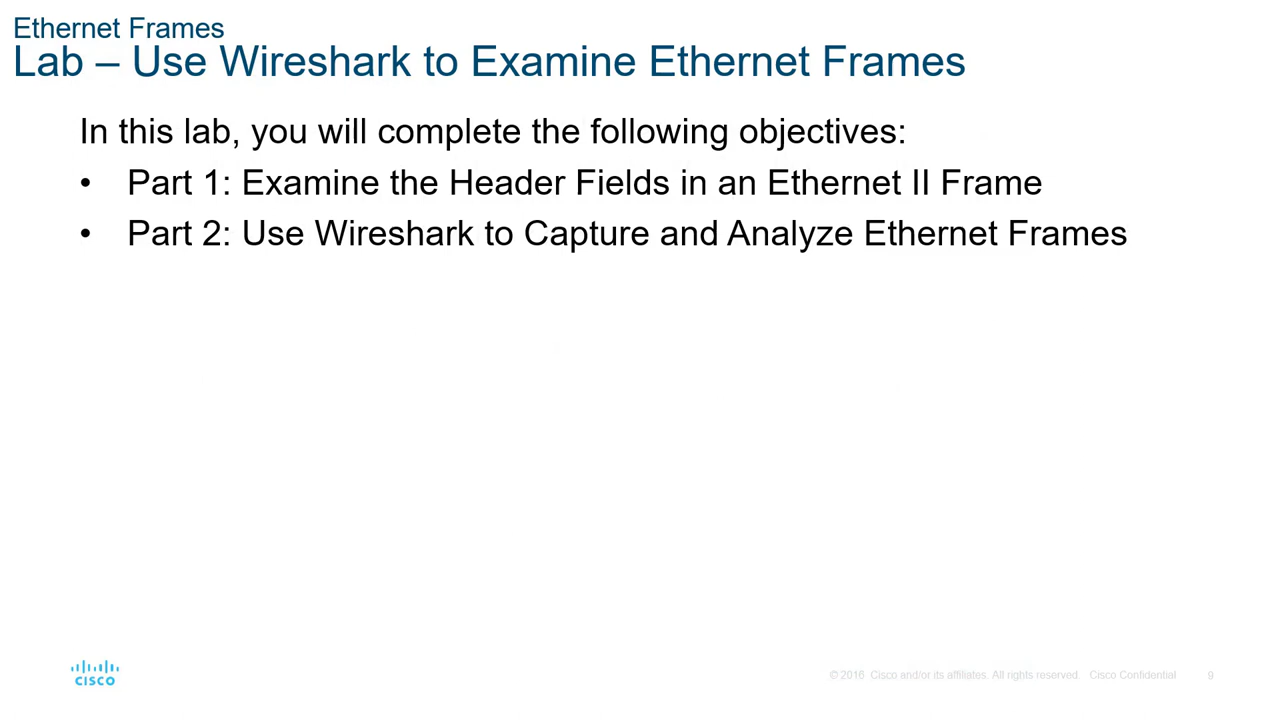 Ethernet Frames
Lab – Use Wireshark to Examine Ethernet Frames
In this lab, you will complete the following objectives:
• Part 1: Examine the Header Fields in an Ethernet II Frame
• Part 2: Use Wireshark to Capture and Analyze Ethernet Frames
CISCO
© 2016 Cisco and/or its affiliates. All rights reserved. Cisco Confidential 9